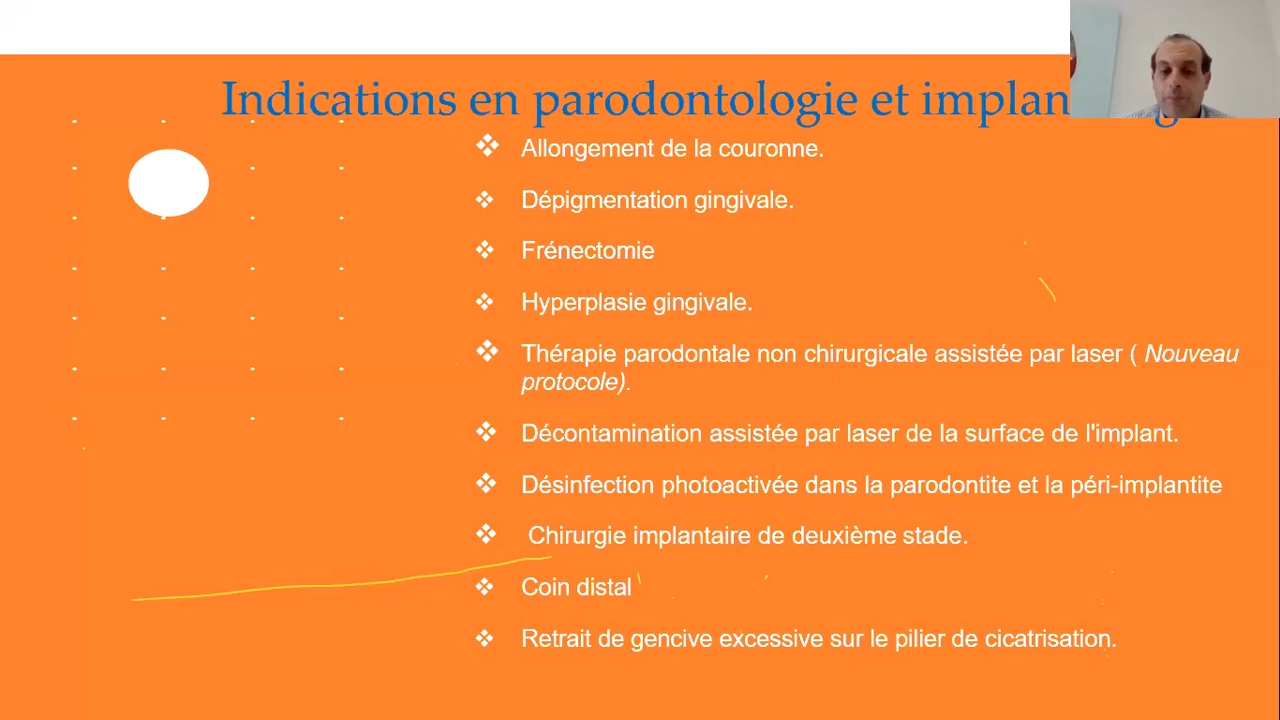 Indications en parodontologie et
Allongement de la couronne.
Dépigmentation gingivale.
Frénectomie
Hyperplasie gingivale.
Thérapie parodontale non chirurgicale assistée par laser ( Nouveau
protocole).
Décontamination assistée par laser de la surface de l'implant.
Désinfection photoactivée dans la parodontite et la péri-implantite
Chirurgie implantaire de deuxième stade.
Coin distal
Retrait de gencive excessive sur le pilier de cicatrisation.